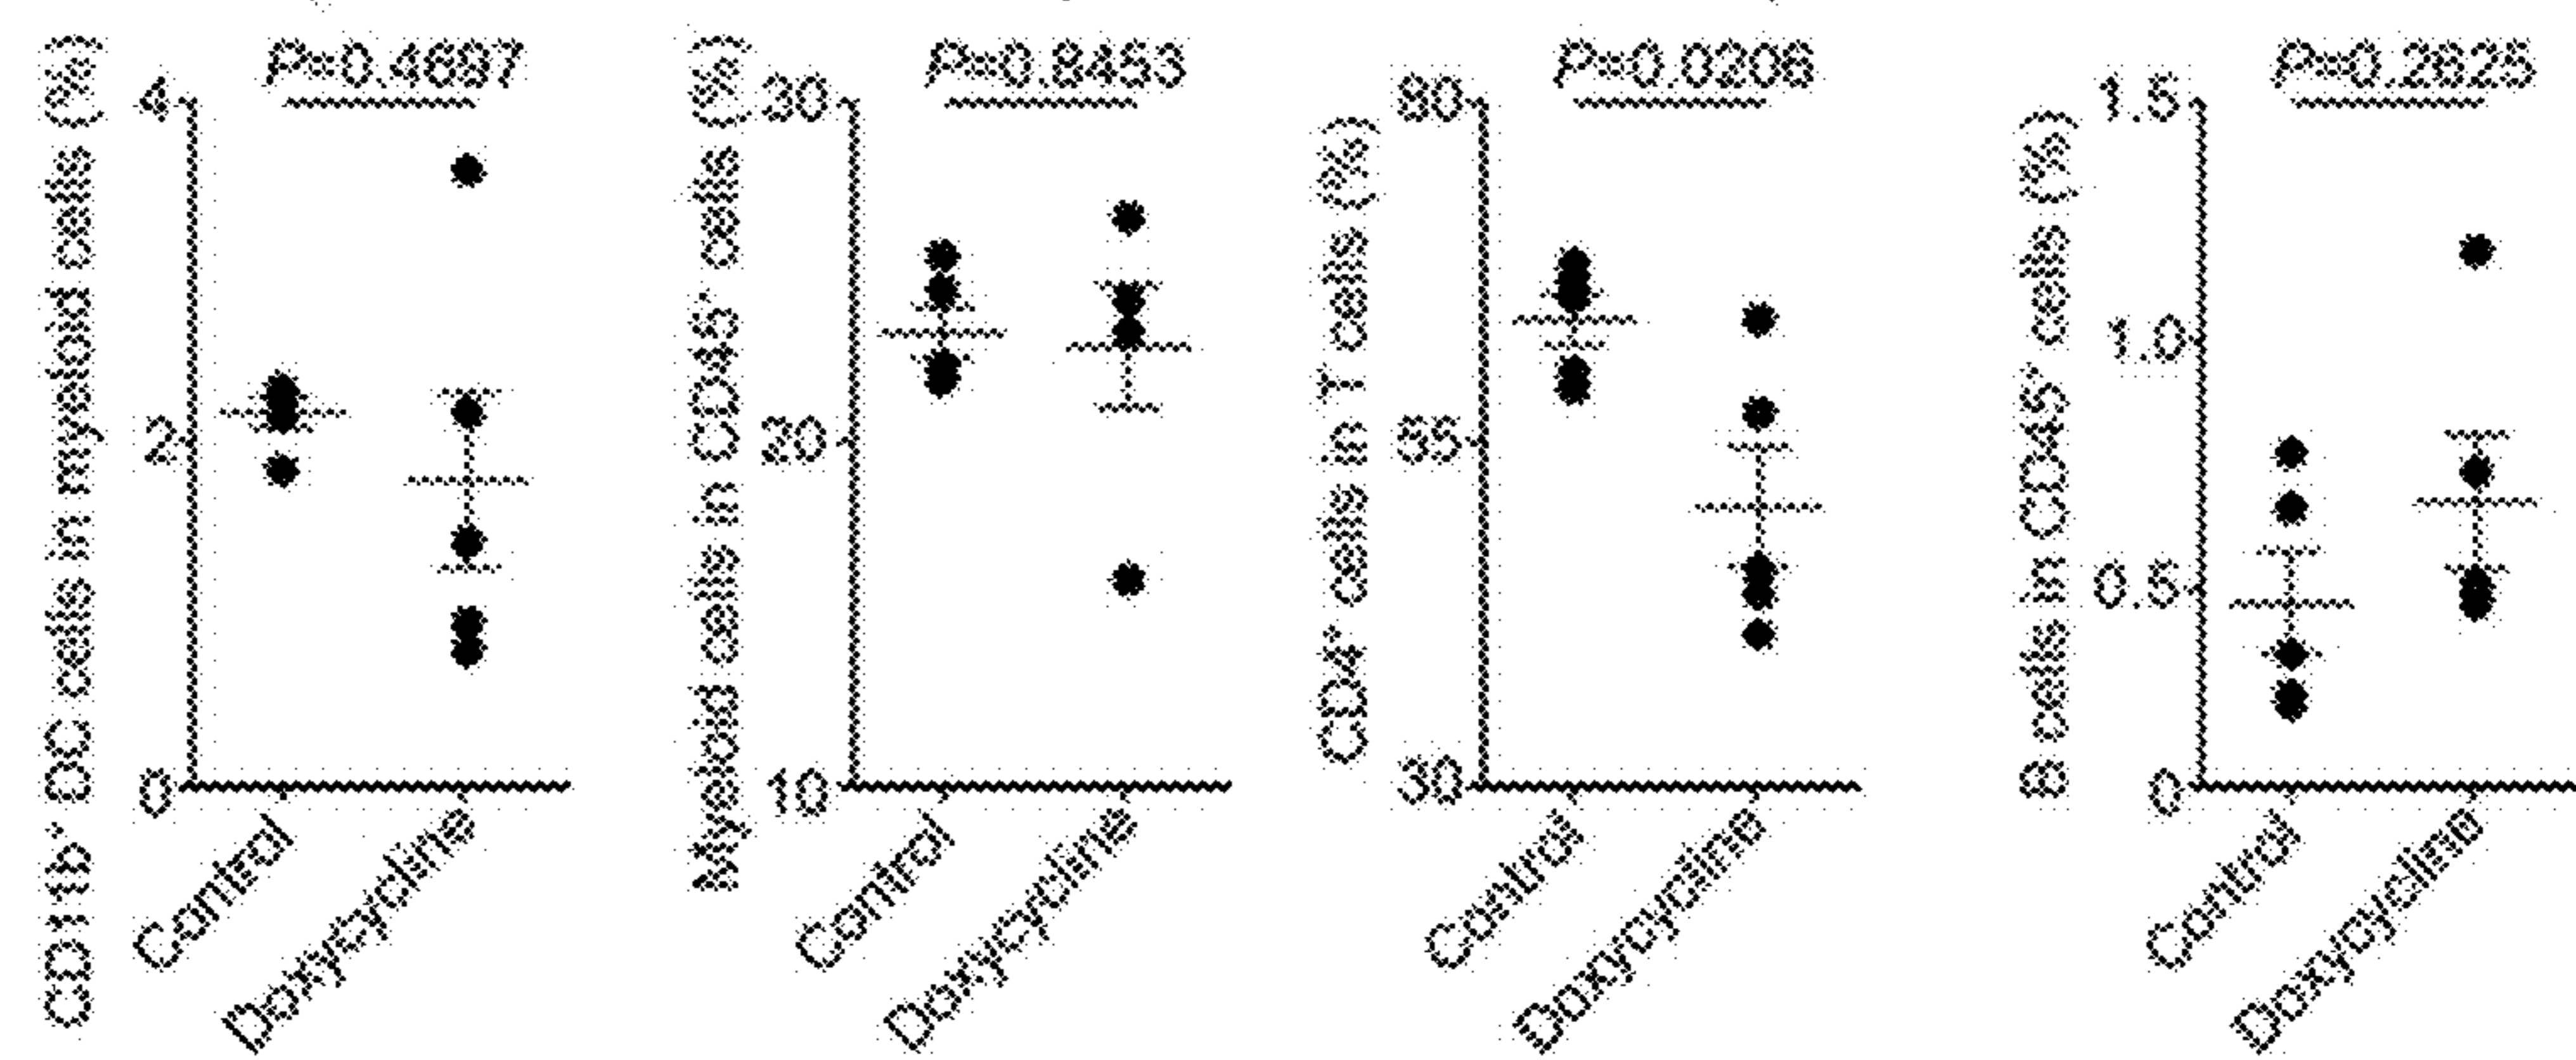 CD11b⁺ DC cells in myeloid cells (%)
P=0.4697
4
2
0
Control
Doxycycline
Myeloid cells in CD45⁺ cells (%)
P=0.8453
30
20
10
Control
Doxycycline
CD4⁺ cells in T cells (%)
P=0.0206
80
55
30
Control
Doxycycline
B cells in CD45⁺ cells (%)
P=0.2625
1.5
1.0
0.5
0
Control
Doxycycline